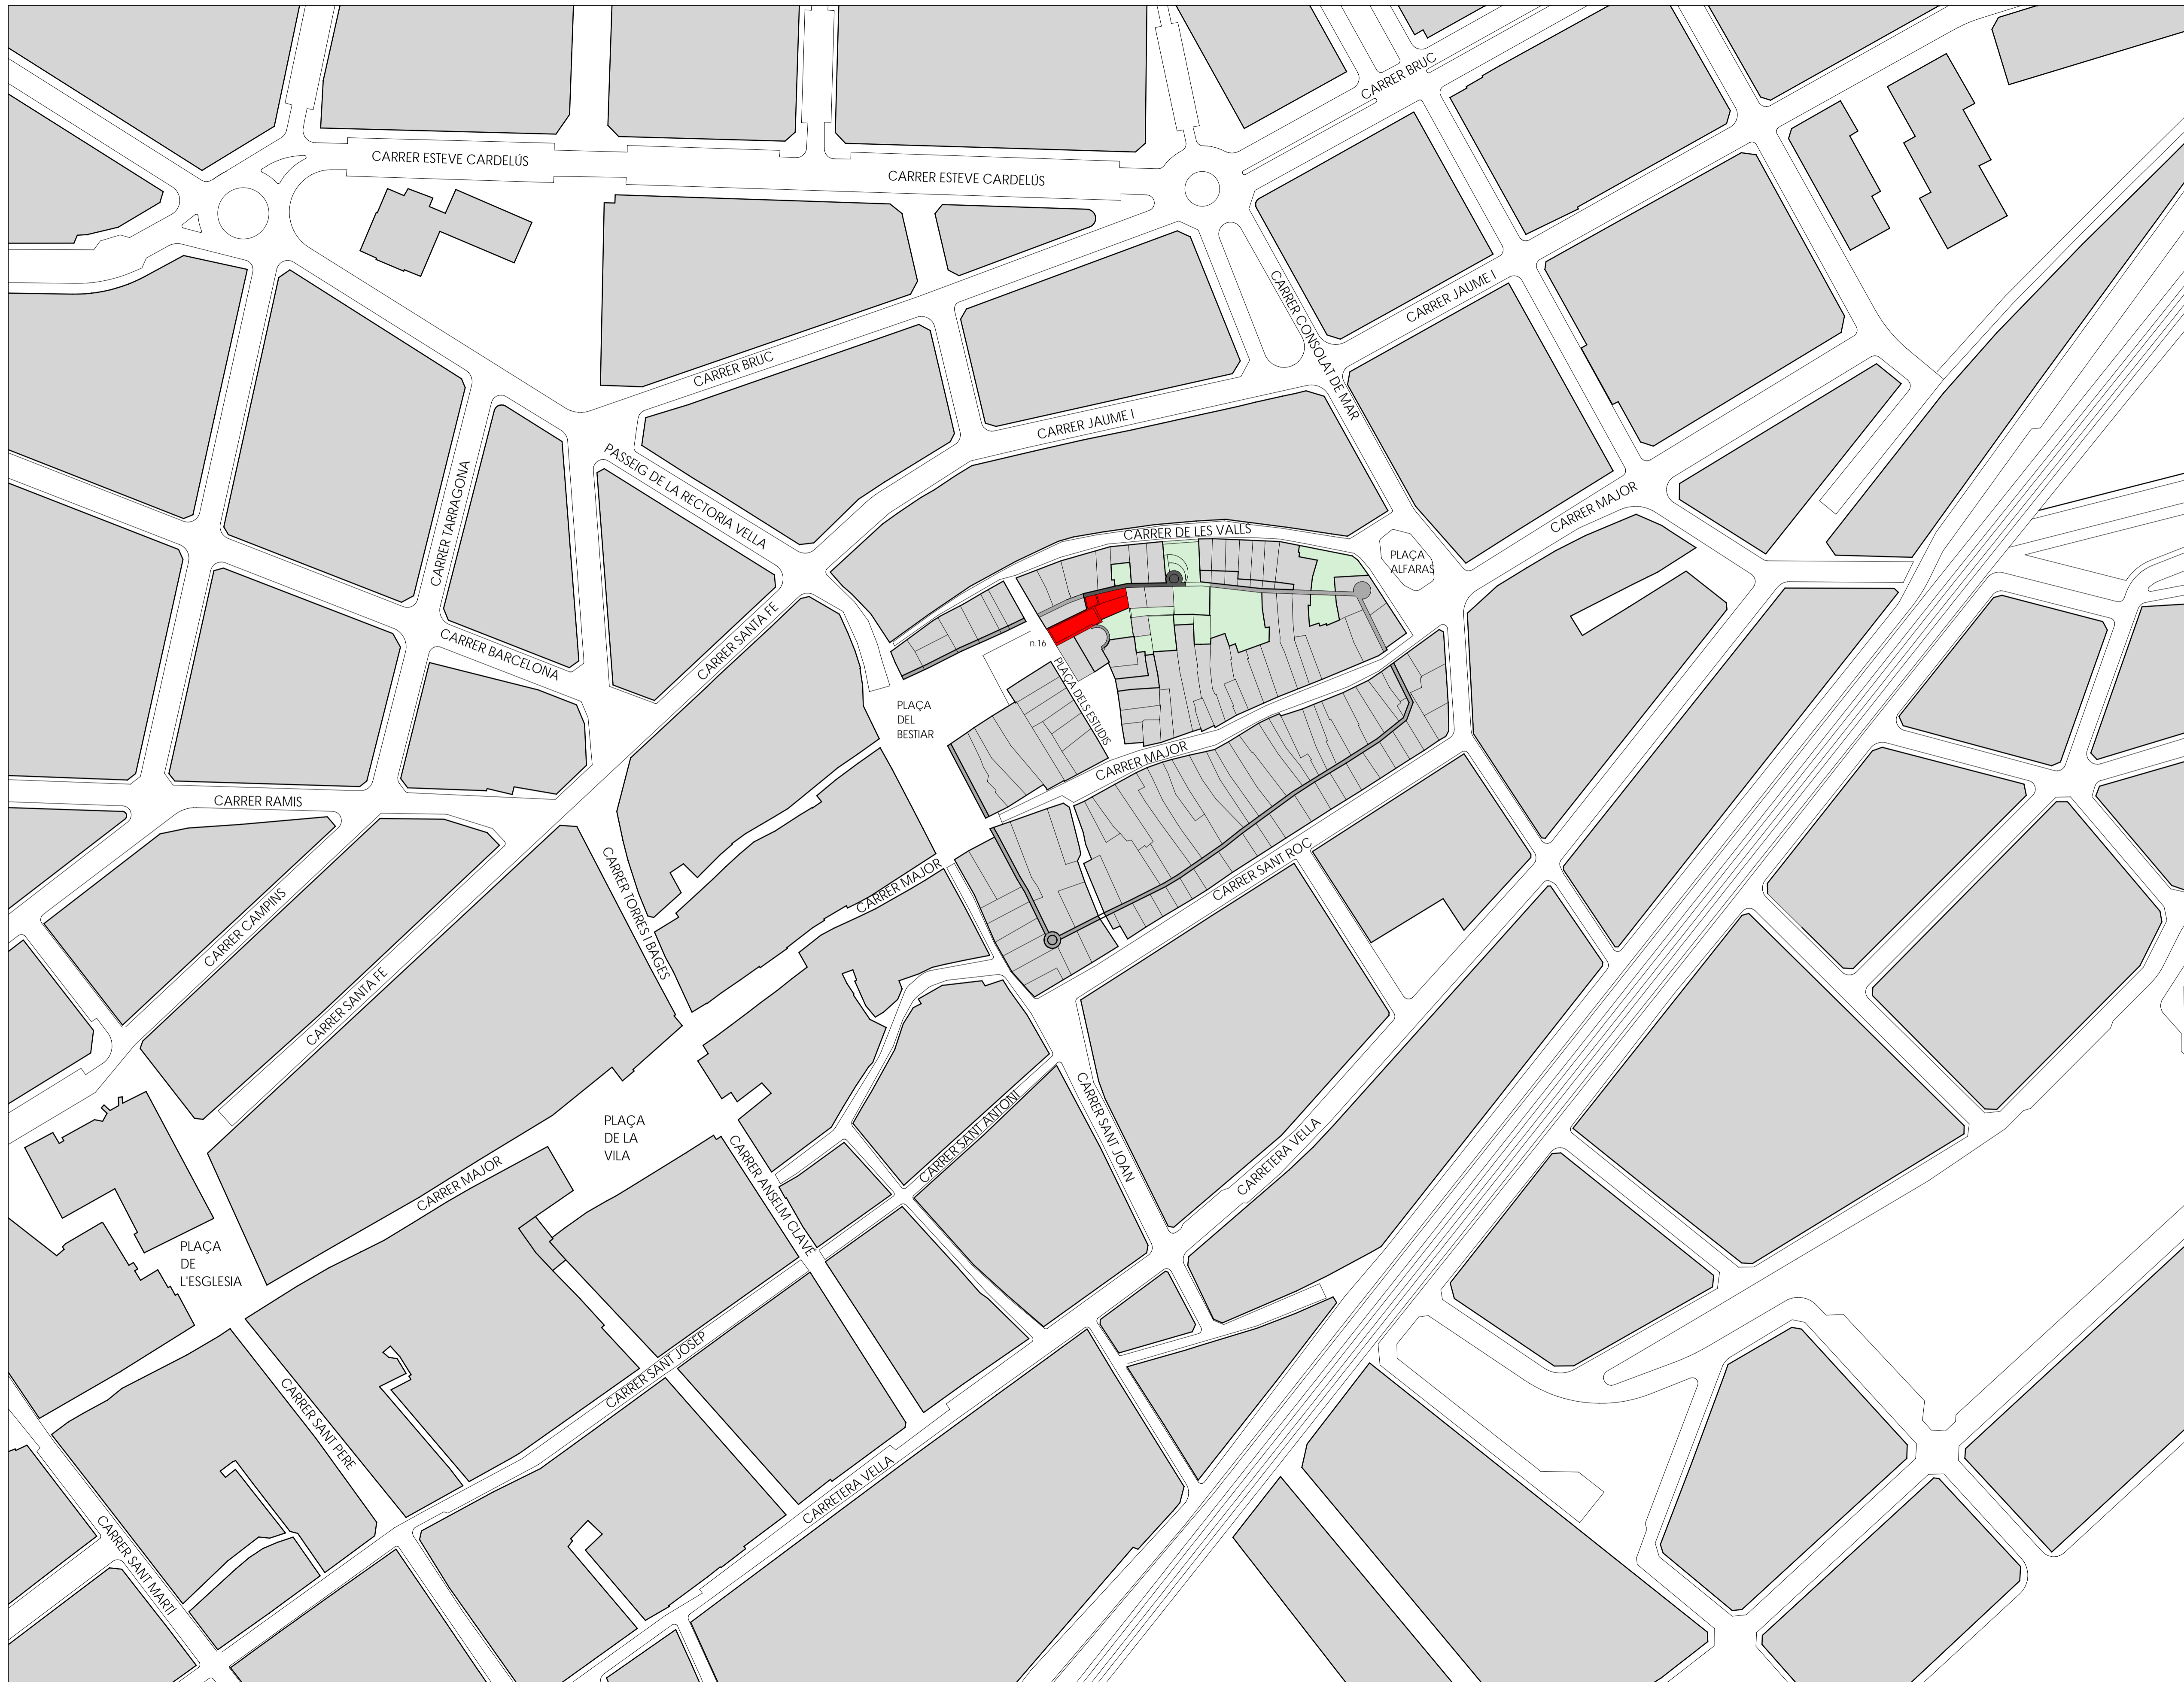 CARRER BRUC
CARRER ESTEVE CARDELÚS
CARRER ESTEVE CARDELÚS
CARRER CONSOLAT DE MAR
CARRER JAUME I
CARRER BRUC
CARRER JAUME I
PASSEIG DE LA RECTORIA VELLA
CARRER TARRAGONA
CARRER MAJOR
CARRER DE LES VALLS
PLAÇA
ALFARAS
CARRER SANTA FE
CARRER BARCELONA
n.16
PLAÇA DELS ESTUDIS
PLAÇA
DEL
BESTIAR
CARRER MAJOR
CARRER RAMIS
CARRER TORRES I BAGES
CARRER MAJOR
CARRER SANT ROC
CARRER CAMPINS
CARRER SANTA FE
CARRER SANT JOAN
CARRER SANT ANTONI
PLAÇA
DE LA
VILA
CARRER ANSELM CLAVE
CARRETERA VELLA
CARRER MAJOR
PLAÇA
DE
L'ESGLESIA
CARRER SANT JOSEP
CARRER SANT PERE
CARRETERA VELLA
CARRER SANT MARTÍ